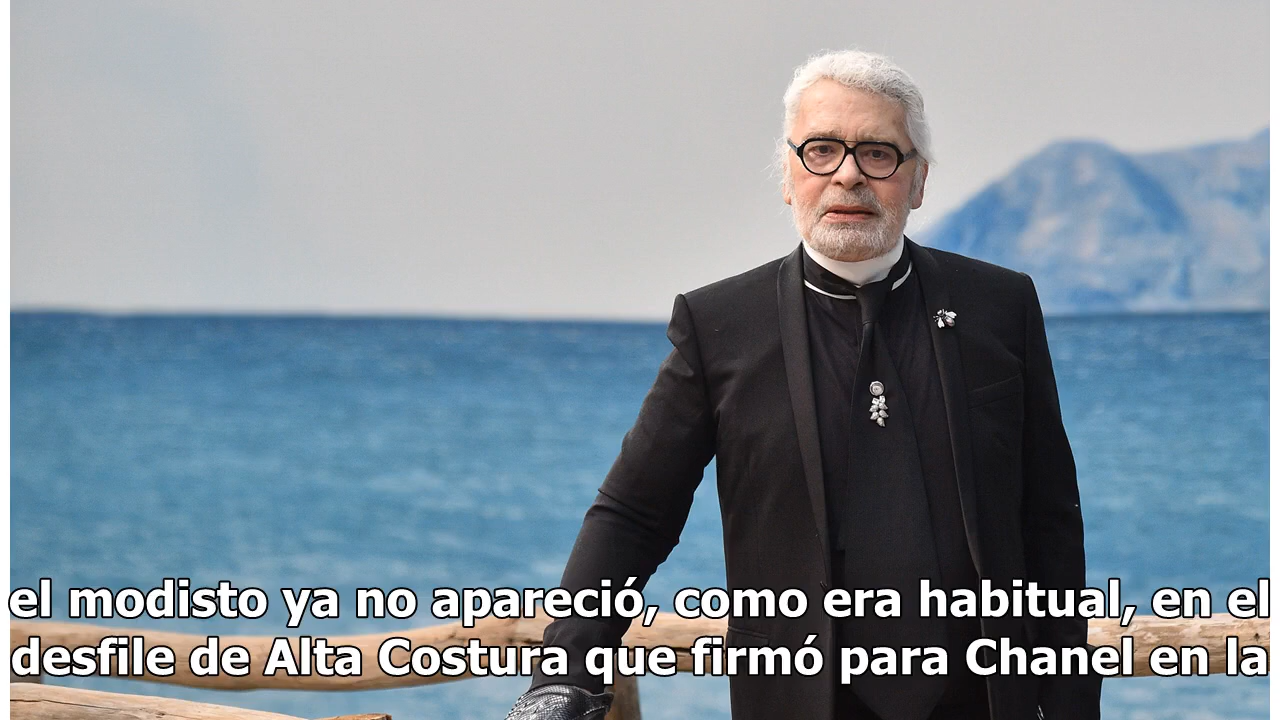 el modisto ya no apareció, como era habitual, en el
desfile de Alta Costura que firmó para Chanel en la